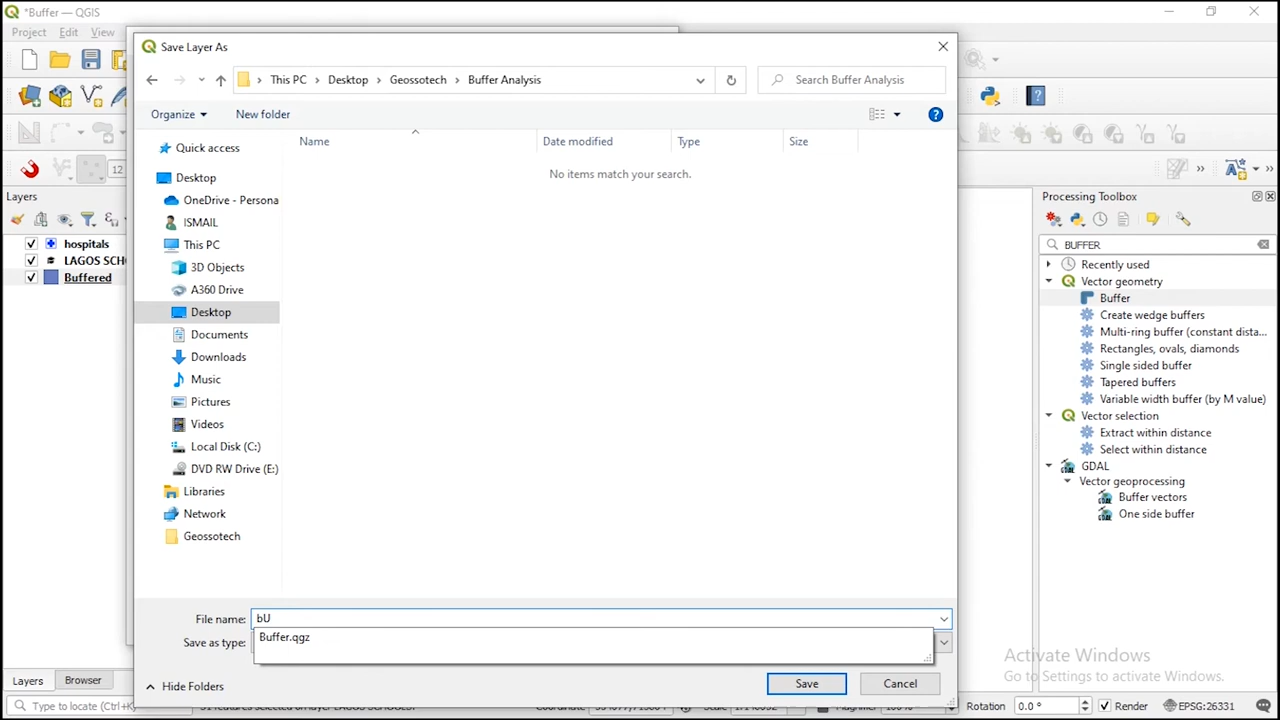 *Buffer — QGIS
Project Edit View
Save Layer As
This PC > Desktop > Geossotech > Buffer Analysis
Search Buffer Analysis
Organize
New folder
Name
Date modified
Type
Size
No items match your search.
Quick access
Desktop
OneDrive - Persona
ISMAIL
This PC
3D Objects
A360 Drive
Desktop
Documents
Downloads
Music
Pictures
Videos
Local Disk (C:)
DVD RW Drive (E:)
Libraries
Network
Geossotech
File name: bU
Buffer.qgz
Save as type:
Hide Folders
Save
Cancel
12
Layers
hospitals
LAGOS SCHO
Buffered
Layers
Browser
Processing Toolbox
BUFFER
Recently used
Vector geometry
Buffer
Create wedge buffers
Multi-ring buffer (constant dista...
Rectangles, ovals, diamonds
Single sided buffer
Tapered buffers
Variable width buffer (by M value)
Vector selection
Extract within distance
Select within distance
GDAL
Vector geoprocessing
Buffer vectors
One side buffer
Activate Windows
Go to Settings to activate Windows.
Type to locate (Ctrl+K)
Rotation 0.0 °
Render
EPSG:26331